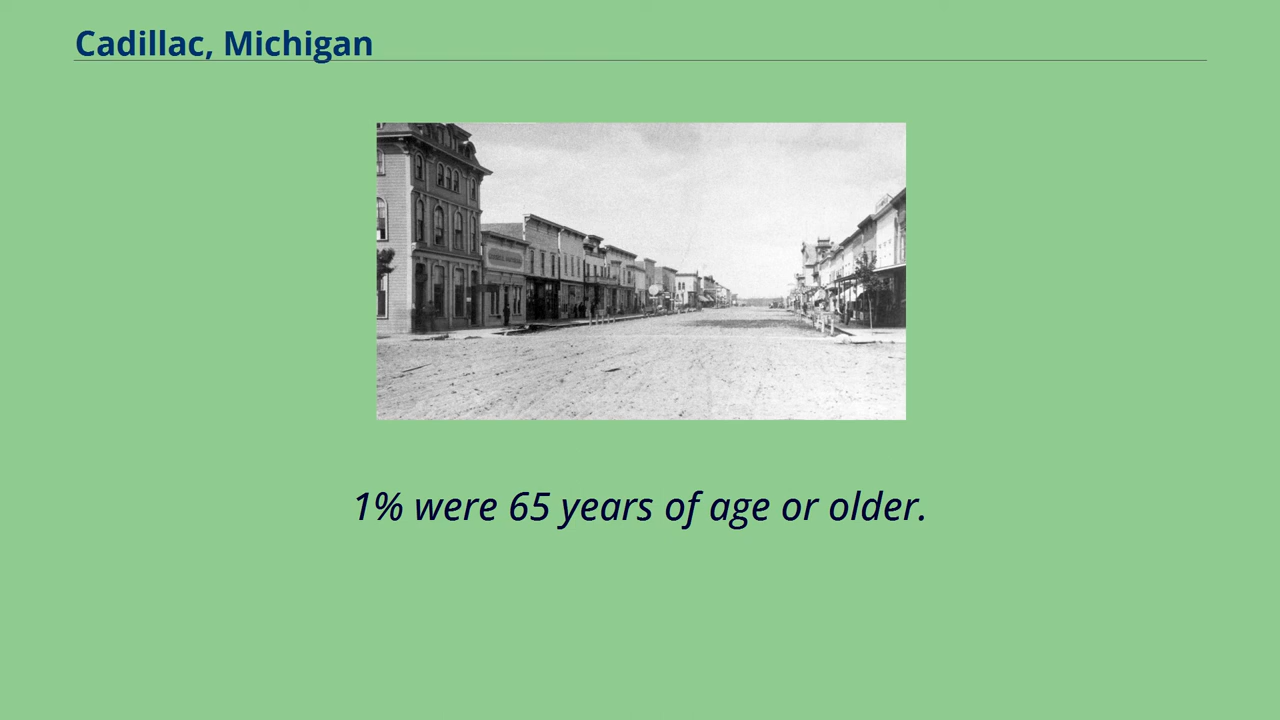 Cadillac, Michigan
1% were 65 years of age or older.